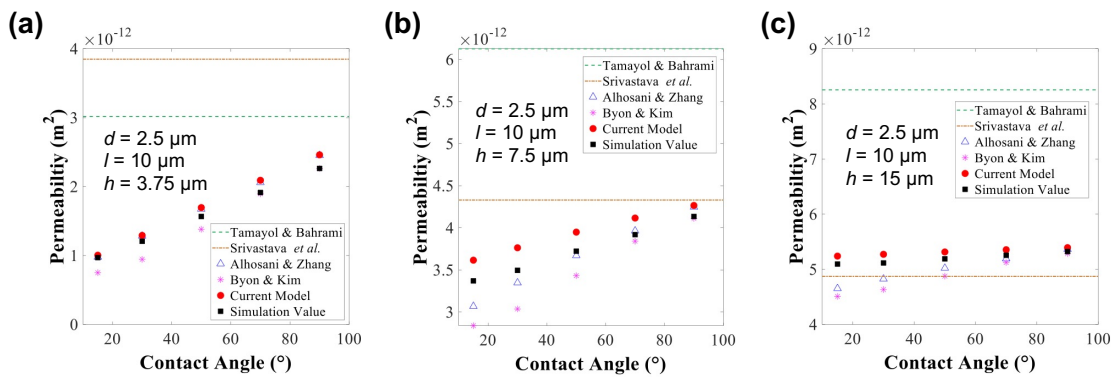 (a)
×10-12
4
3
2
1
0
Permeabiltiy (m2)
d = 2.5 µm
l = 10 µm
h = 3.75 µm
Tamayol & Bahrami
Srivastava et al.
Alhosani & Zhang
Byon & Kim
Current Model
Simulation Value
20
40
60
80
100
Contact Angle (°)
(b)
×10-12
6
5.5
5
4.5
4
3.5
3
Permeabiltiy (m2)
d = 2.5 µm
l = 10 µm
h = 7.5 µm
Tamayol & Bahrami
Srivastava et al.
Alhosani & Zhang
Byon & Kim
Current Model
Simulation Value
20
40
60
80
100
Contact Angle (°)
(c)
×10-12
9
8
7
6
5
4
Permeabiltiy (m2)
d = 2.5 µm
l = 10 µm
h = 15 µm
Tamayol & Bahrami
Srivastava et al.
Alhosani & Zhang
Byon & Kim
Current Model
Simulation Value
20
40
60
80
100
Contact Angle (°)